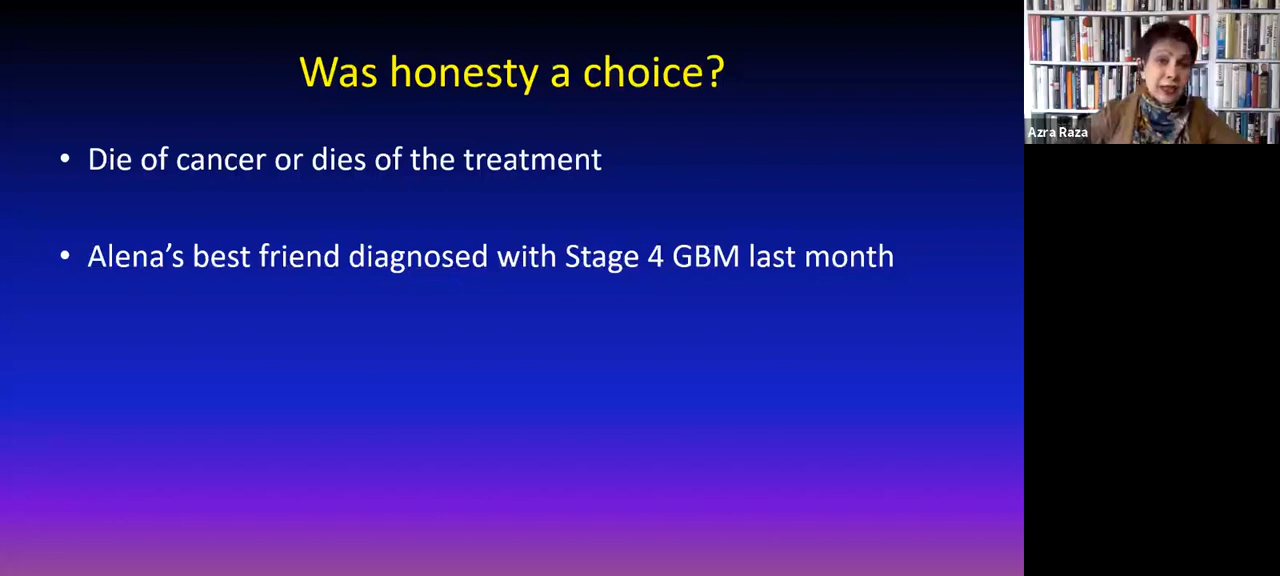 Was honesty a choice?
• Die of cancer or dies of the treatment
• Alena’s best friend diagnosed with Stage 4 GBM last month
Azra Raza